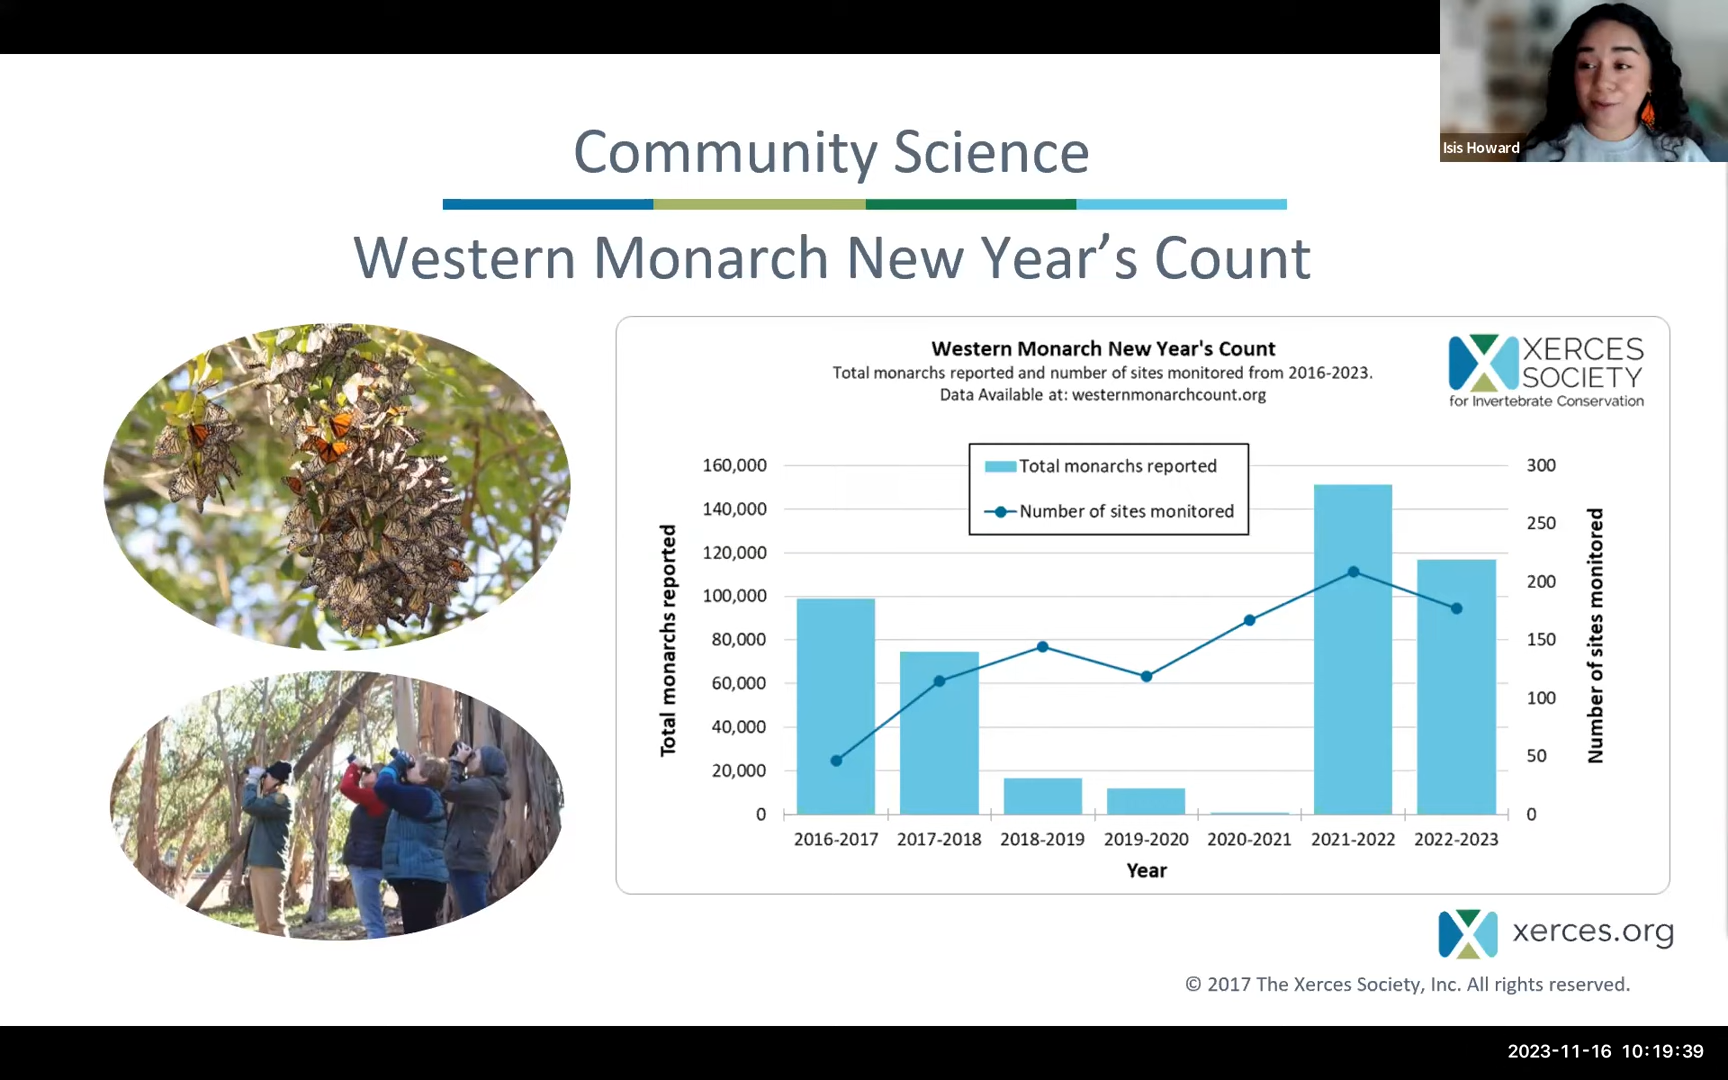 Isis Howard
Community Science
Western Monarch New Year’s Count
Western Monarch New Year's Count
Total monarchs reported and number of sites monitored from 2016-2023.
Data Available at: westernmonarchcount.org
XERCES
SOCIETY
for Invertebrate Conservation
Total monarchs reported
Number of sites monitored
Total monarchs reported
160,000
140,000
120,000
100,000
80,000
60,000
40,000
20,000
0
300
250
200
150
100
50
0
Number of sites monitored
2016-2017 2017-2018 2018-2019 2019-2020 2020-2021 2021-2022 2022-2023
Year
xerces.org
© 2017 The Xerces Society, Inc. All rights reserved.
2023-11-16 10:19:39